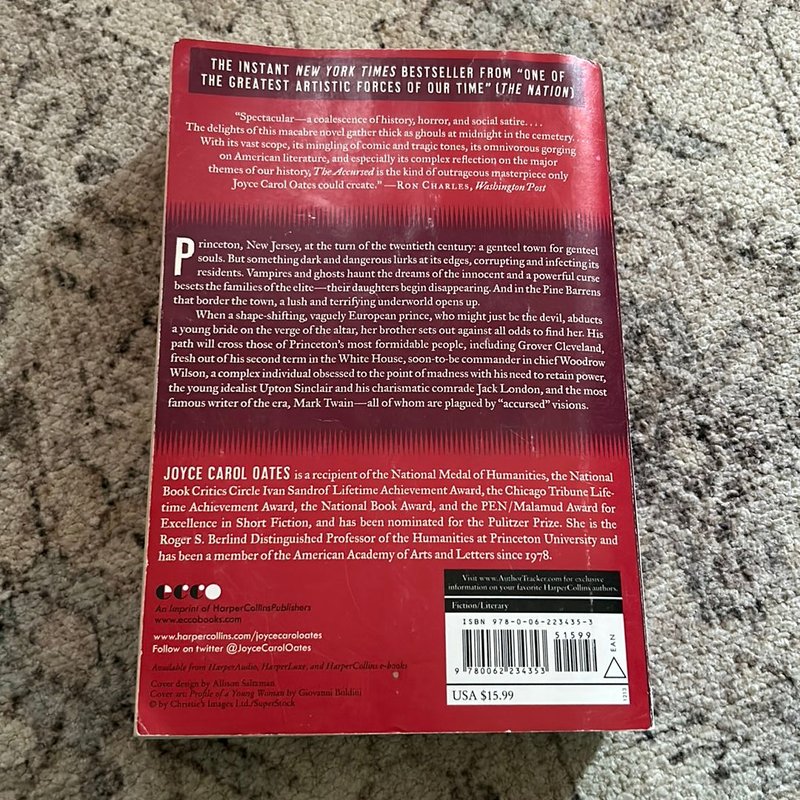 THE INSTANT NEW YORK TIMES BESTSELLER FROM “ONE OF
THE GREATEST ARTISTIC FORCES OF OUR TIME” (THE NATION)
“Spectacular—a coalescence of history, horror, and social satire. . . .
The delights of this macabre novel gather thick as ghouls at midnight in the cemetery. . . .
With its vast scope, its mingling of comic and tragic tones, its omnivorous gorging
on American literature, and especially its complex reflection on the major
themes of our history, The Accursed is the kind of outrageous masterpiece only
Joyce Carol Oates could create.” —RON CHARLES, Washington Post
Princeton, New Jersey, at the turn of the twentieth century: a genteel town for genteel
souls. But something dark and dangerous lurks at its edges, corrupting and infecting its
residents. Vampires and ghosts haunt the dreams of the innocent and a powerful curse
besets the families of the elite—their daughters begin disappearing. And in the Pine Barrens
that border the town, a lush and terrifying underworld opens up.
When a shape-shifting, vaguely European prince, who might just be the devil, abducts
a young bride on the verge of the altar, her brother sets out against all odds to find her. His
path will cross those of Princeton’s most formidable people, including Grover Cleveland,
fresh out of his second term in the White House, soon-to-be commander in chief Woodrow
Wilson, a complex individual obsessed to the point of madness with his need to retain power,
the young idealist Upton Sinclair and his charismatic comrade Jack London, and the most
famous writer of the era, Mark Twain—all of whom are plagued by “accursed” visions.
JOYCE CAROL OATES is a recipient of the National Medal of Humanities, the National
Book Critics Circle Ivan Sandrof Lifetime Achievement Award, the Chicago Tribune Life-
time Achievement Award, the National Book Award, and the PEN/Malamud Award for
Excellence in Short Fiction, and has been nominated for the Pulitzer Prize. She is the
Roger S. Berlind Distinguished Professor of the Humanities at Princeton University and
has been a member of the American Academy of Arts and Letters since 1978.
ecco
An Imprint of HarperCollinsPublishers
www.eccobooks.com
www.harpercollins.com/joycecaroloates
Follow on twitter @JoyceCarolOates
Available from HarperAudio, HarperLuxe, and HarperCollins e-books
Cover design by Allison Saltzman
Cover art: Profile of a Young Woman by Giovanni Boldini
© by Christie's Images Ltd./SuperStock
Visit www.AuthorTracker.com for exclusive
information on your favorite HarperCollins authors.
Fiction/Literary
ISBN 978-0-06-223435-3
51599
9 780062 234353
EAN
USA $15.99
1213